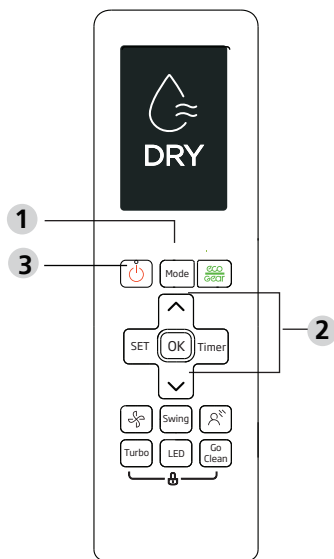 DRY
1
3
Mode
eco
Gear
2
SET
OK
Timer
Swing
Turbo
LED
Go
Clean